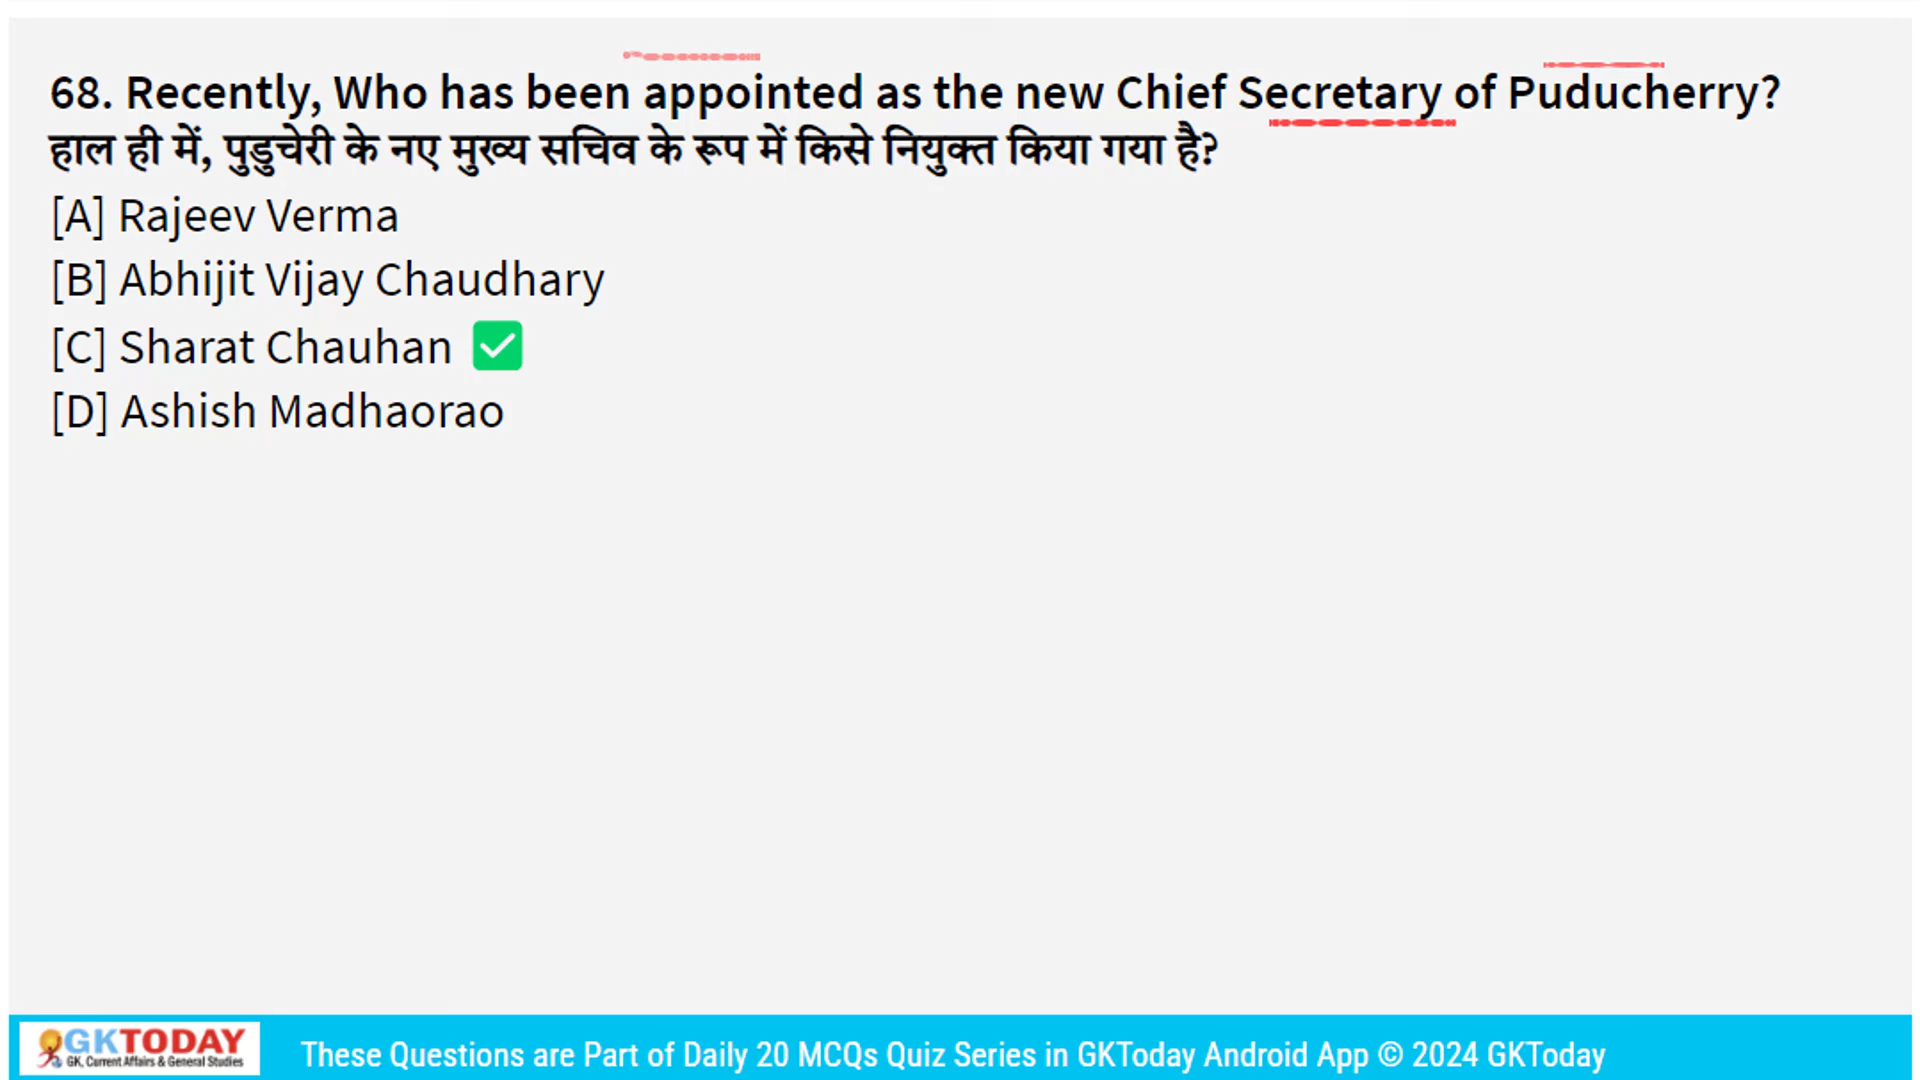 68. Recently, Who has been appointed as the new Chief Secretary of Puducherry?
हाल ही में, पुडुचेरी के नए मुख्य सचिव के रूप में किसे नियुक्त किया गया है?
[A] Rajeev Verma
[B] Abhijit Vijay Chaudhary
[C] Sharat Chauhan ✅
[D] Ashish Madhaorao
GKTODAY
GK, Current Affairs & General Studies
These Questions are Part of Daily 20 MCQs Quiz Series in GKToday Android App © 2024 GKToday